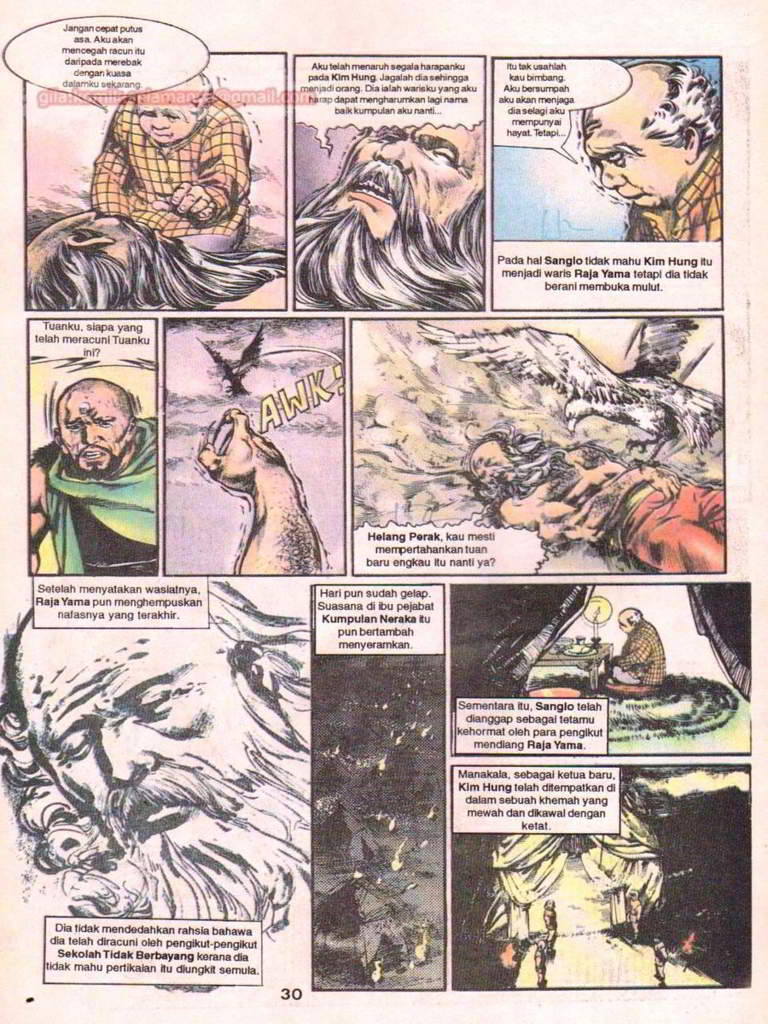 Jangan cepat putus
asa. Aku akan
mencegah racun itu
daripada merebak
dengan kuasa
dalamku sekarang.
Aku telah menaruh segala harapanku
pada Kim Hung. Jagalah dia sehingga
menjadi orang. Dia ialah warisku yang aku
harap dapat mengharumkan lagi nama
baik kumpulan aku nanti...
Itu tak usahlah
kau bimbang.
Aku bersumpah
aku akan menjaga
dia selagi aku
mempunyai
hayat. Tetapi...
Pada hal Sanglo tidak mahu Kim Hung itu
menjadi waris Raja Yama tetapi dia tidak
berani membuka mulut.
Tuanku, siapa yang
telah meracuni Tuanku
ini?
AWK!
Helang Perak, kau mesti
mempertahankan tuan
baru engkau itu nanti ya?
Setelah menyatakan wasiatnya,
Raja Yama pun menghempuskan
nafasnya yang terakhir.
Dia tidak mendedahkan rahsia bahawa
dia telah diracuni oleh pengikut-pengikut
Sekolah Tidak Berbayang kerana dia
tidak mahu pertikaian itu diungkit semula.
Hari pun sudah gelap.
Suasana di ibu pejabat
Kumpulan Neraka itu
pun bertambah
menyeramkan.
Sementara itu, Sanglo telah
dianggap sebagai tetamu
kehormat oleh para pengikut
mendiang Raja Yama.
Manakala, sebagai ketua baru,
Kim Hung telah ditempatkan di
dalam sebuah khemah yang
mewah dan dikawal dengan
ketat.
30